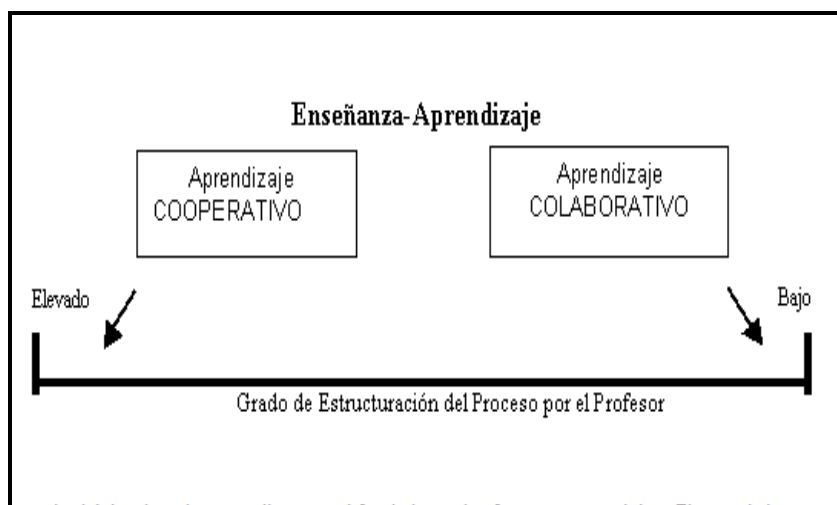 Enseñanza-Aprendizaje
Aprendizaje
COOPERATIVO
Aprendizaje
COLABORATIVO
Elevado
Bajo
Grado de Estructuración del Proceso por el Profesor